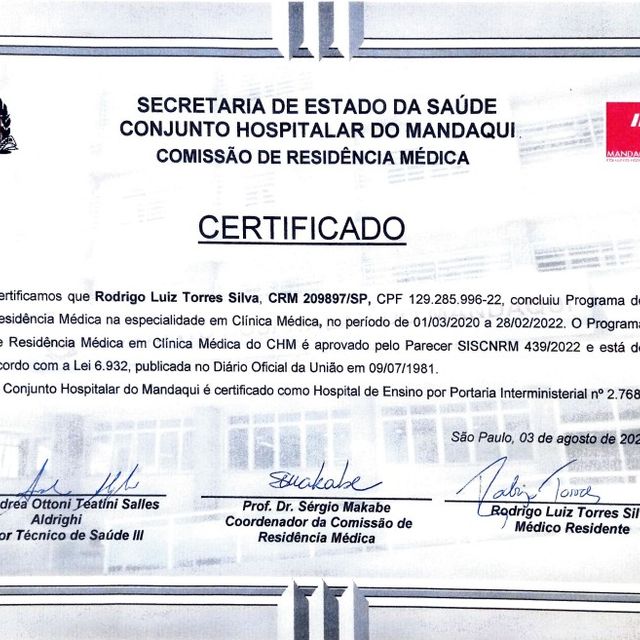 SECRETARIA DE ESTADO DA SAÚDE
CONJUNTO HOSPITALAR DO MANDAQUI
COMISSÃO DE RESIDÊNCIA MÉDICA
MANDAQU
CERTIFICADO
ertificamos que Rodrigo Luiz Torres Silva, CRM 209897/SP, CPF 129.285.996-22, concluiu Programa de
esidência Médica na especialidade em Clínica Médica, no período de 01/03/2020 a 28/02/2022. O Programa
e Residência Médica em Clínica Médica do CHM é aprovado pelo Parecer SISCNRM 439/2022 e está de
cordo com a Lei 6.932, publicada no Diário Oficial da União em 09/07/1981.
Conjunto Hospitalar do Mandaqui é certificado como Hospital de Ensino por Portaria Interministerial nº 2.768
São Paulo, 03 de agosto de 202
smakabe
Rodrigo Torres
drea Ottoni Teatini Salles
Aldrighi
or Técnico de Saúde III
Prof. Dr. Sérgio Makabe
Coordenador da Comissão de
Residência Médica
Rodrigo Luiz Torres Sil
Médico Residente